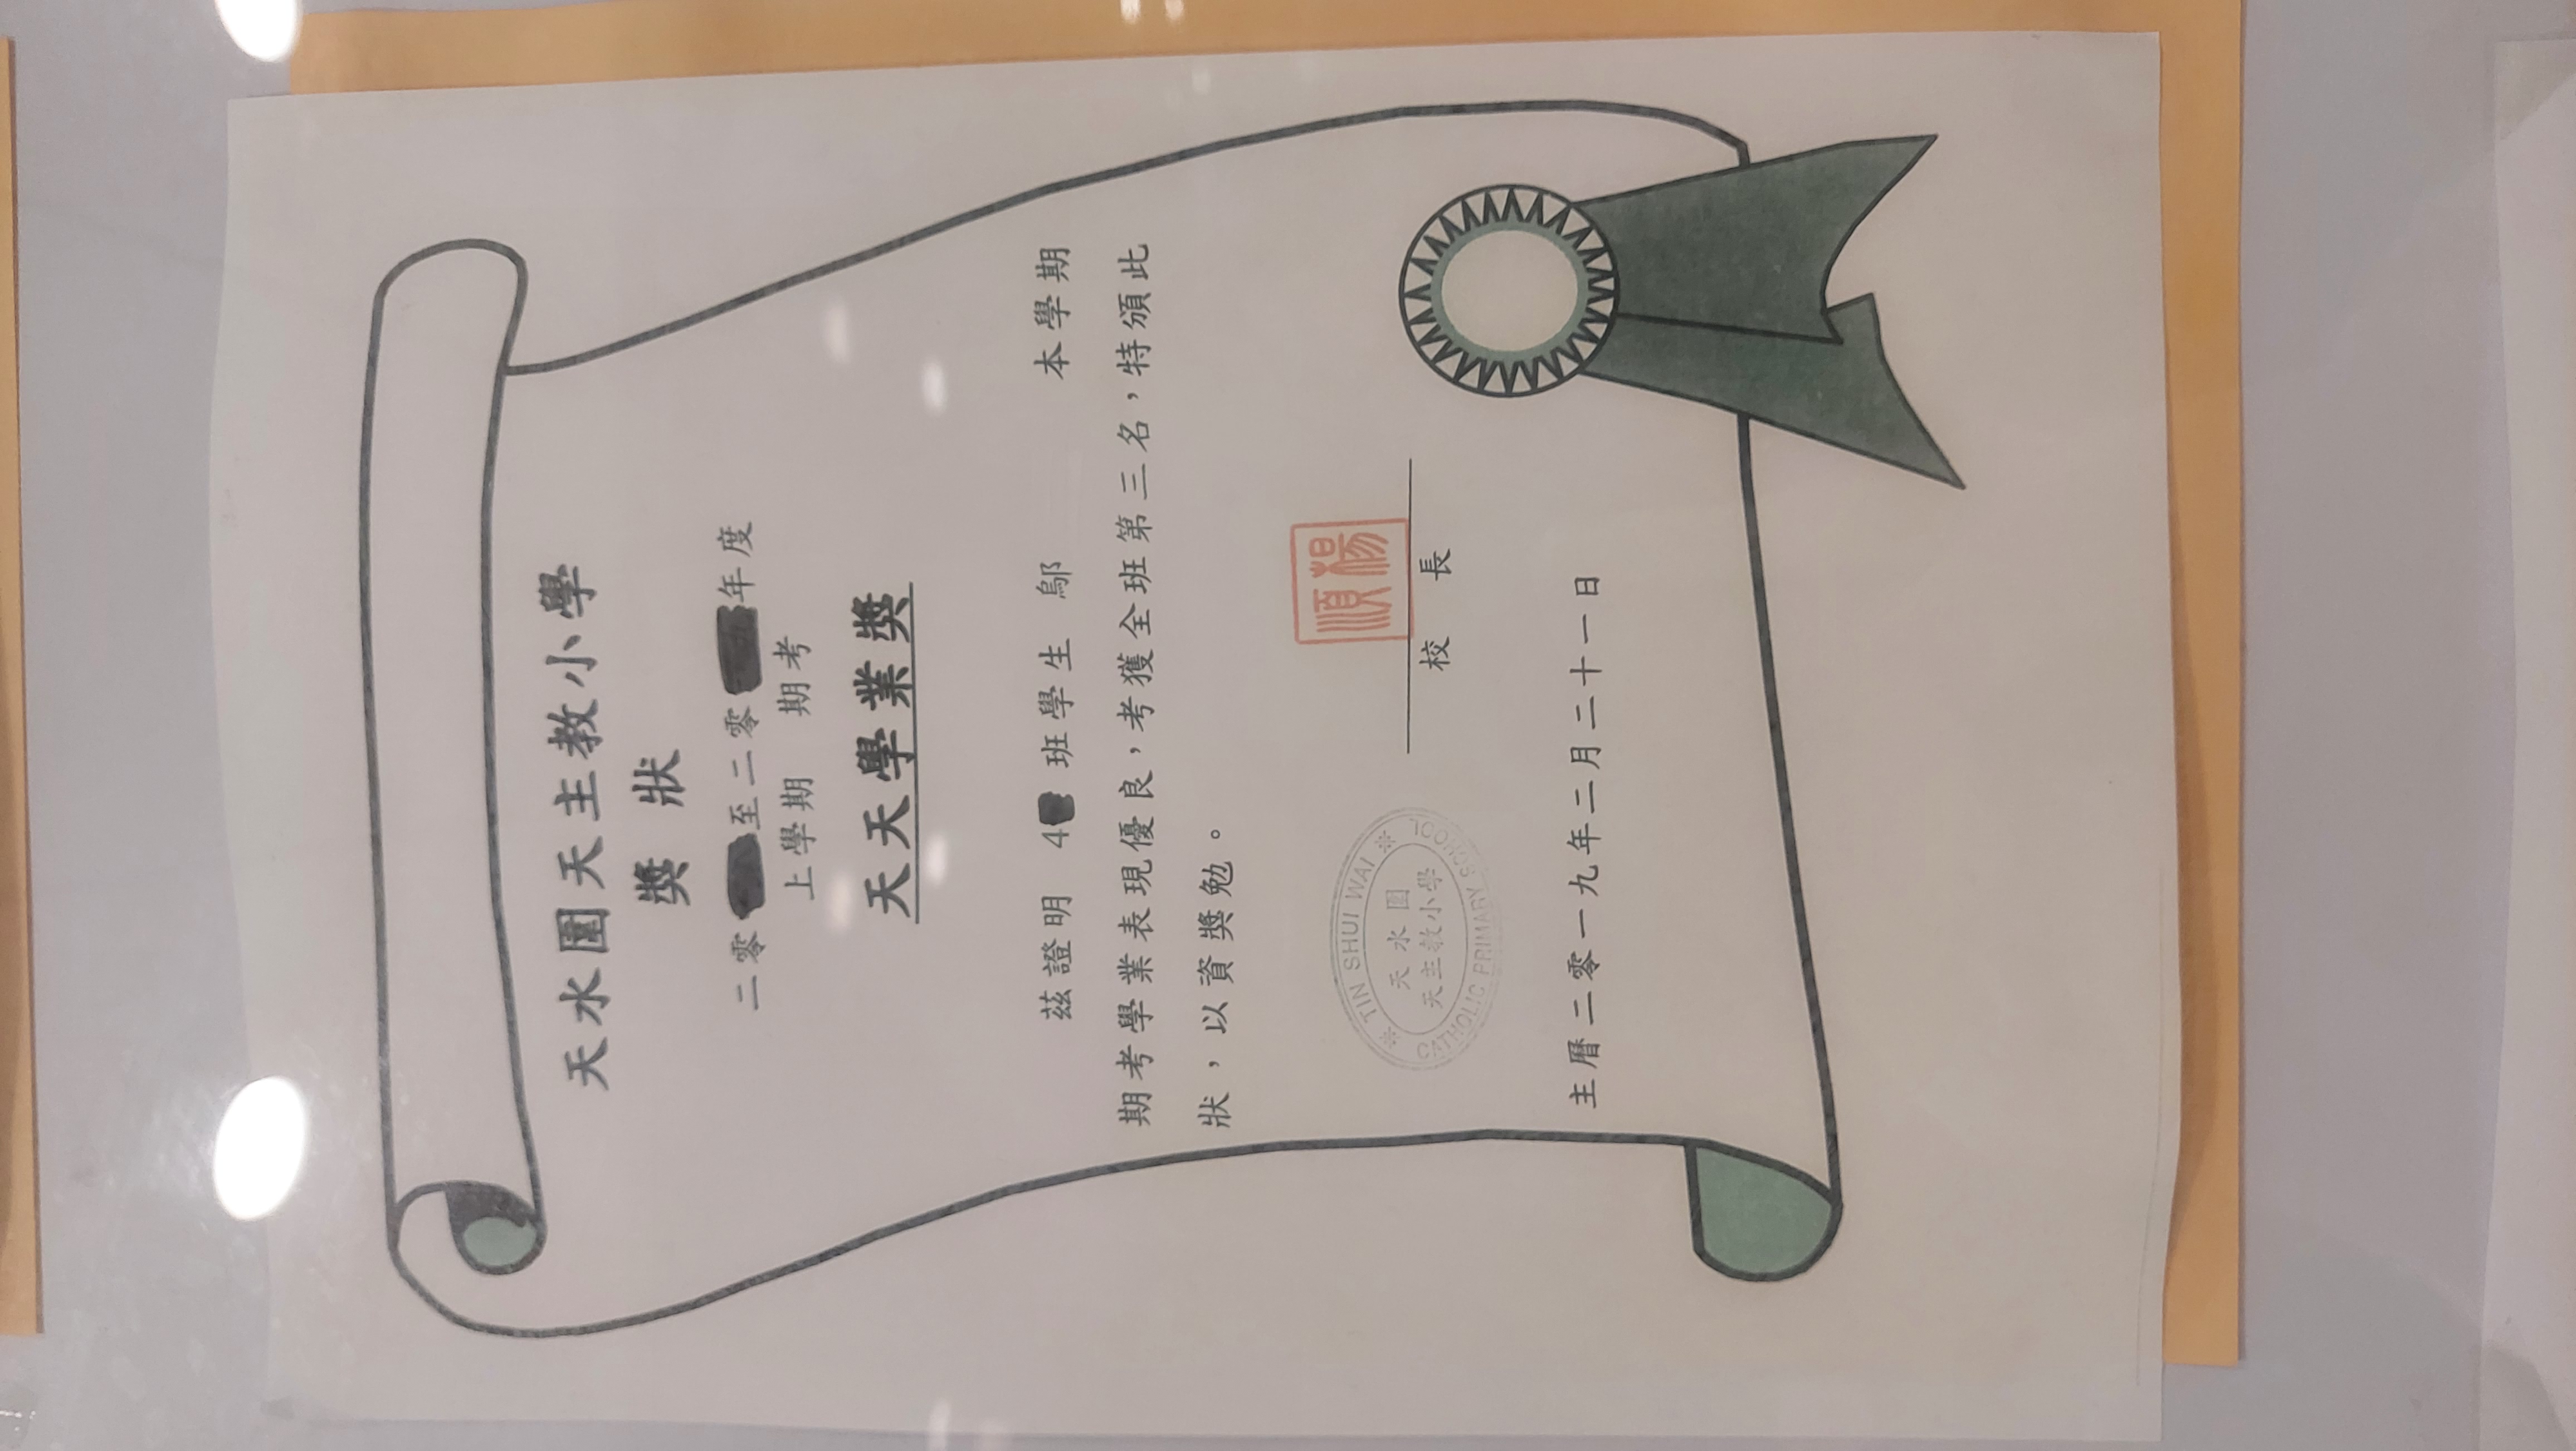 天水圍天主教小學
獎 狀
二零 至二零 年度
上學期 期考
天天學業獎
茲證明 4 班學生 鄔 本學期
期考學業表現優良，考獲全班第三名，特頒此
狀，以資獎勉。
楊順
TIN SHUI WAI
天水圍
天主教小學
CATHOLIC PRIMARY SCHOOL
校 長
主曆二零一九年二月二十一日